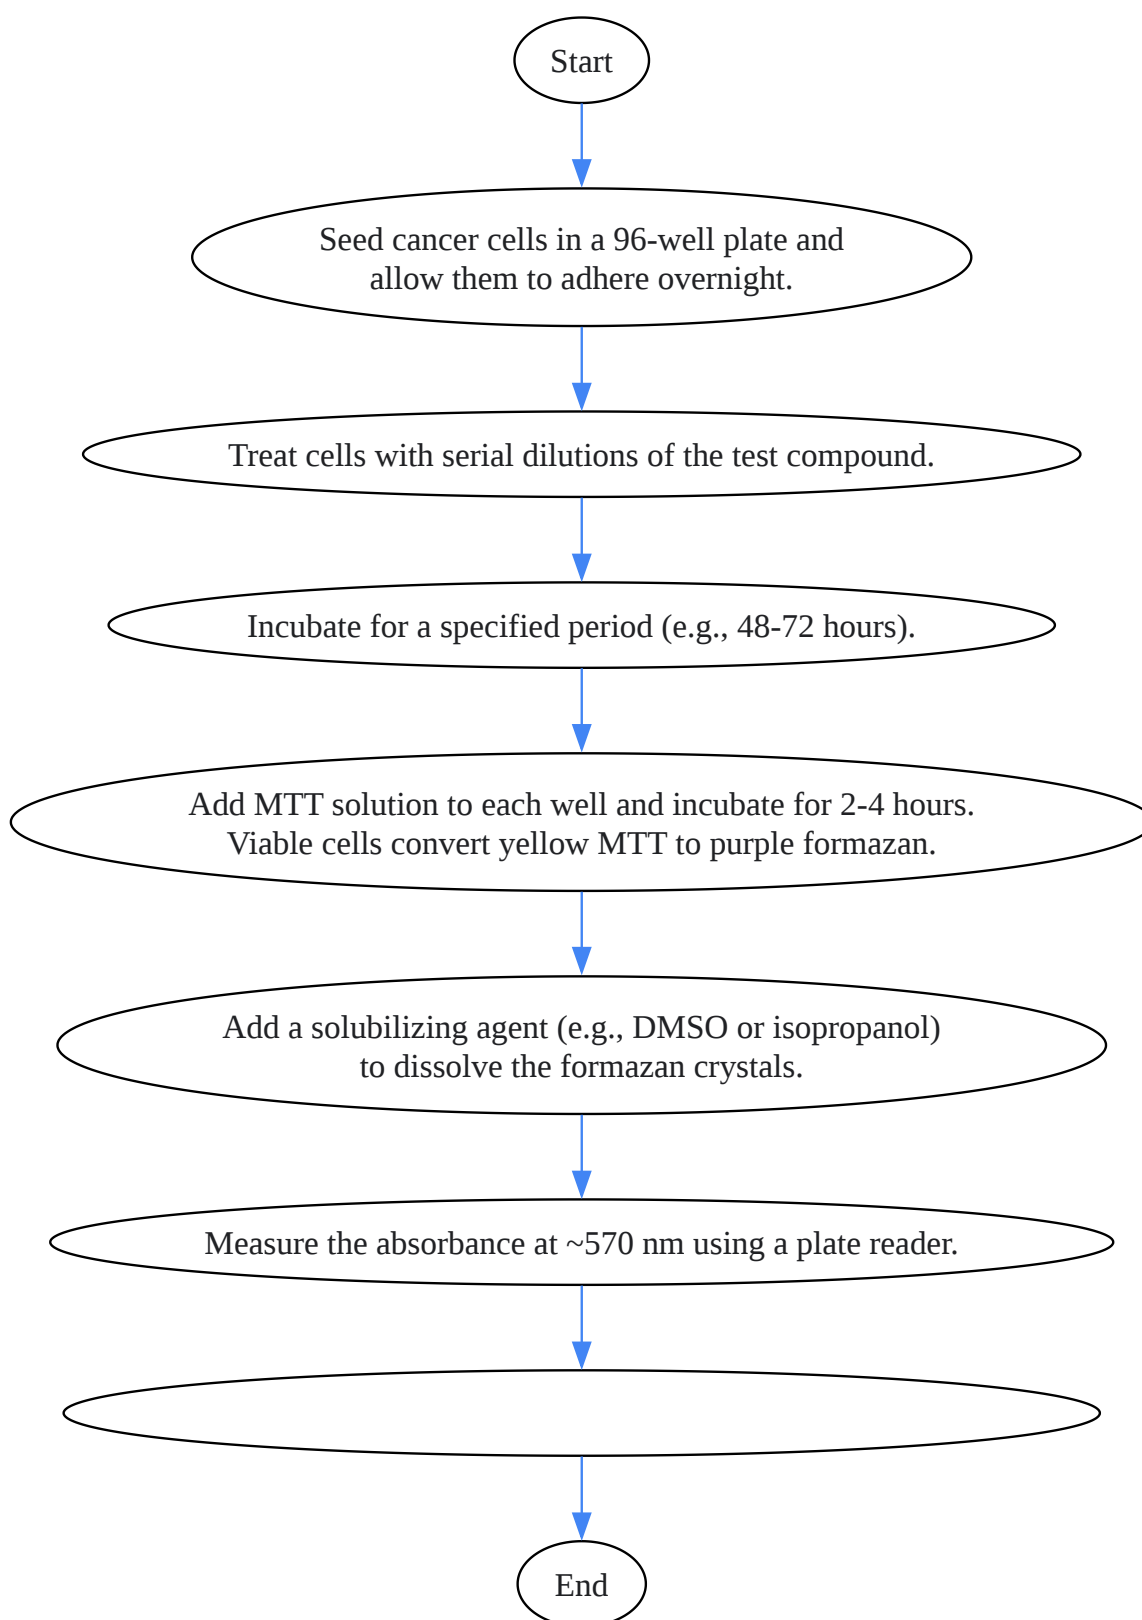 Start
Seed cancer cells in a 96-well plate and
allow them to adhere overnight.
Treat cells with serial dilutions of the test compound.
Incubate for a specified period (e.g., 48-72 hours).
Add MTT solution to each well and incubate for 2-4 hours.
Viable cells convert yellow MTT to purple formazan.
Add a solubilizing agent (e.g., DMSO or isopropanol)
to dissolve the formazan crystals.
Measure the absorbance at ~570 nm using a plate reader.
End